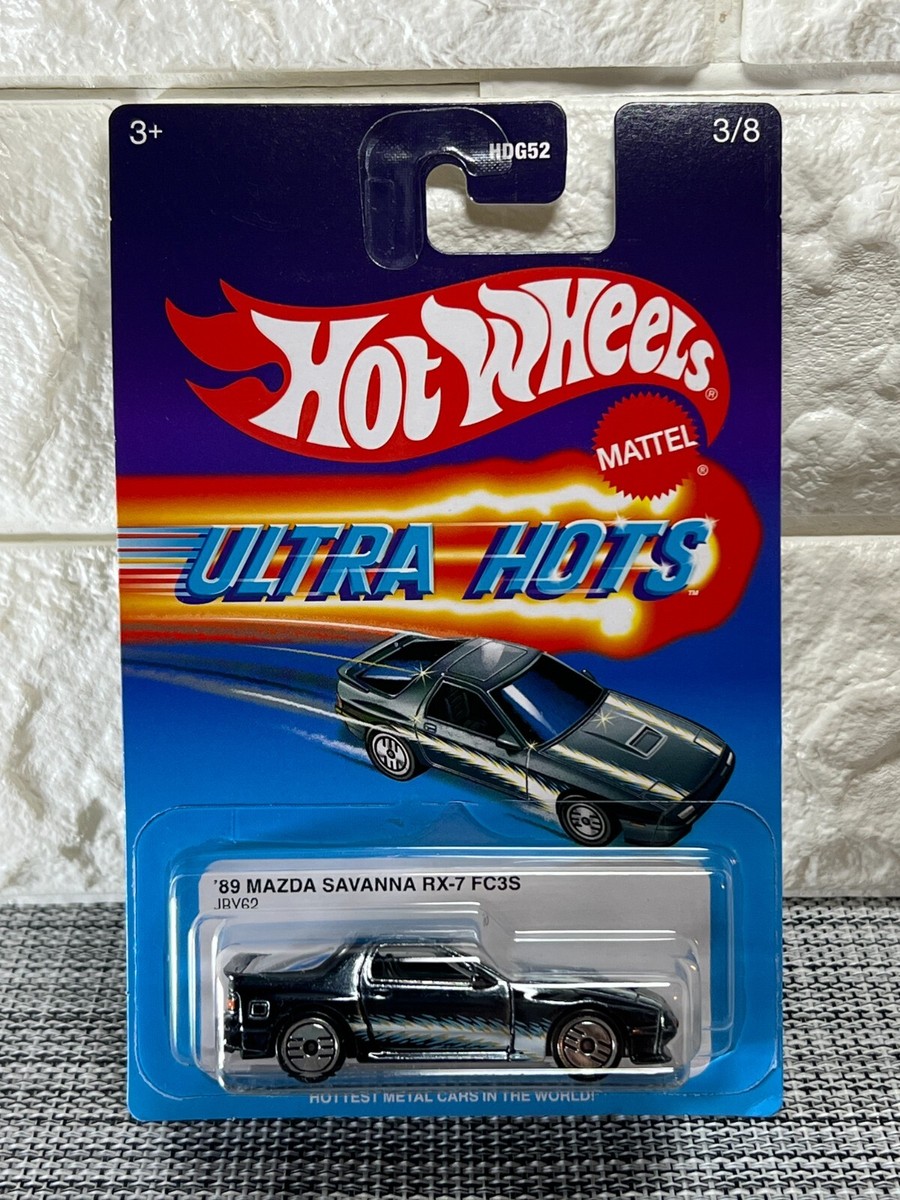 3+
HDG52
3/8
HOT WHEELS®
MATTEL®
ULTRA HOTS™
'89 MAZDA SAVANNA RX-7 FC3S
JBY62
HOTTEST METAL CARS IN THE WORLD!